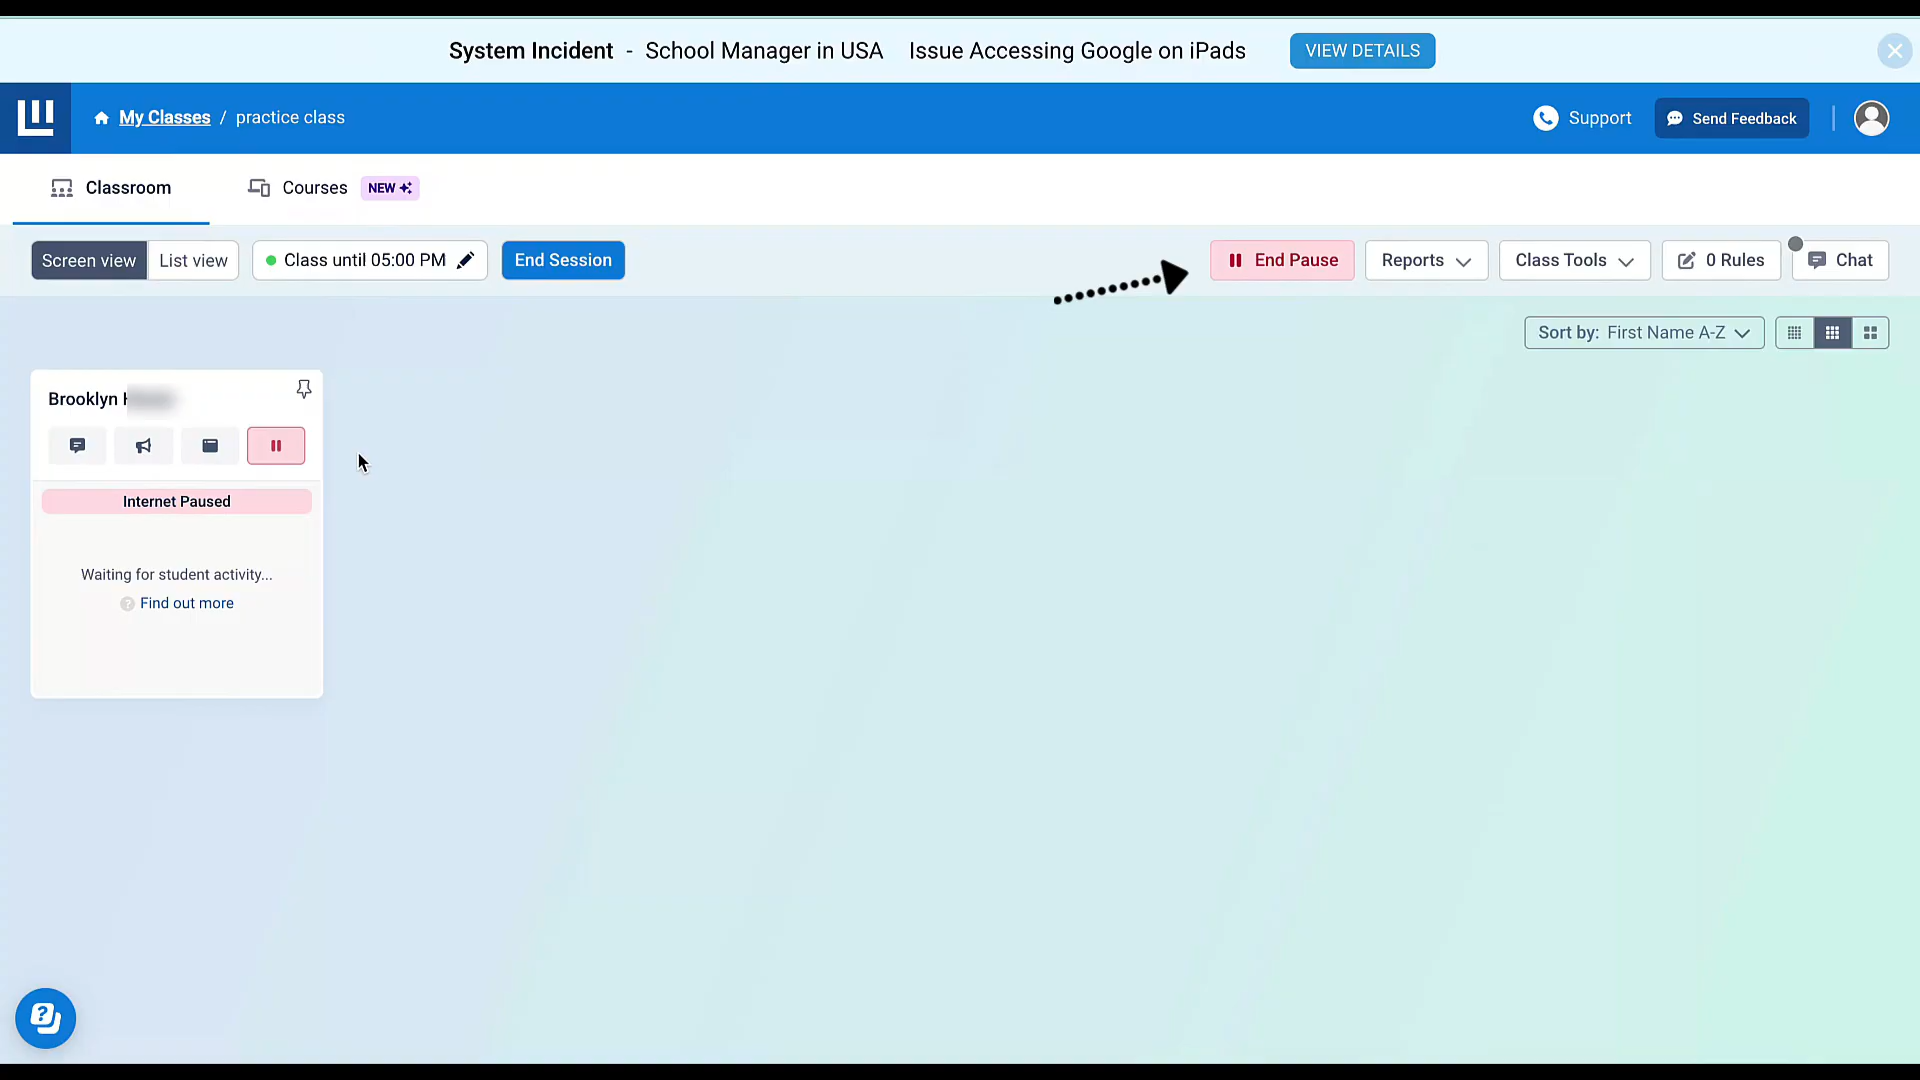 System Incident - School Manager in USA Issue Accessing Google on iPads VIEW DETAILS
My Classes / practice class Support Send Feedback
Classroom Courses NEW
Screen view List view Class until 05:00 PM End Session End Pause Reports Class Tools 0 Rules Chat
Sort by: First Name A-Z
Brooklyn
Internet Paused
Waiting for student activity...
? Find out more